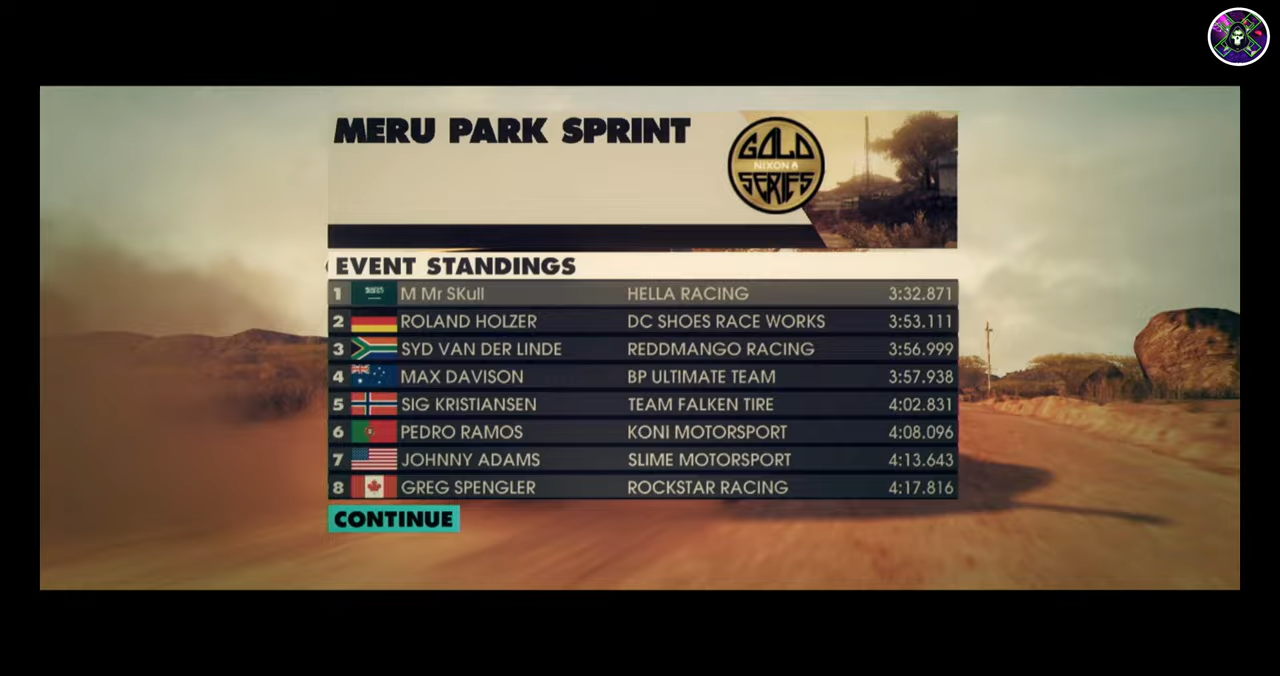 MERU PARK SPRINT
GOLD
NIXON
SERIES
EVENT STANDINGS
1 M Mr SKull HELLA RACING 3:32.871
2 ROLAND HOLZER DC SHOES RACE WORKS 3:53.111
3 SYD VAN DER LINDE REDDMANGO RACING 3:56.999
4 MAX DAVISON BP ULTIMATE TEAM 3:57.938
5 SIG KRISTIANSEN TEAM FALKEN TIRE 4:02.831
6 PEDRO RAMOS KONI MOTORSPORT 4:08.096
7 JOHNNY ADAMS SLIME MOTORSPORT 4:13.643
8 GREG SPENGLER ROCKSTAR RACING 4:17.816
CONTINUE